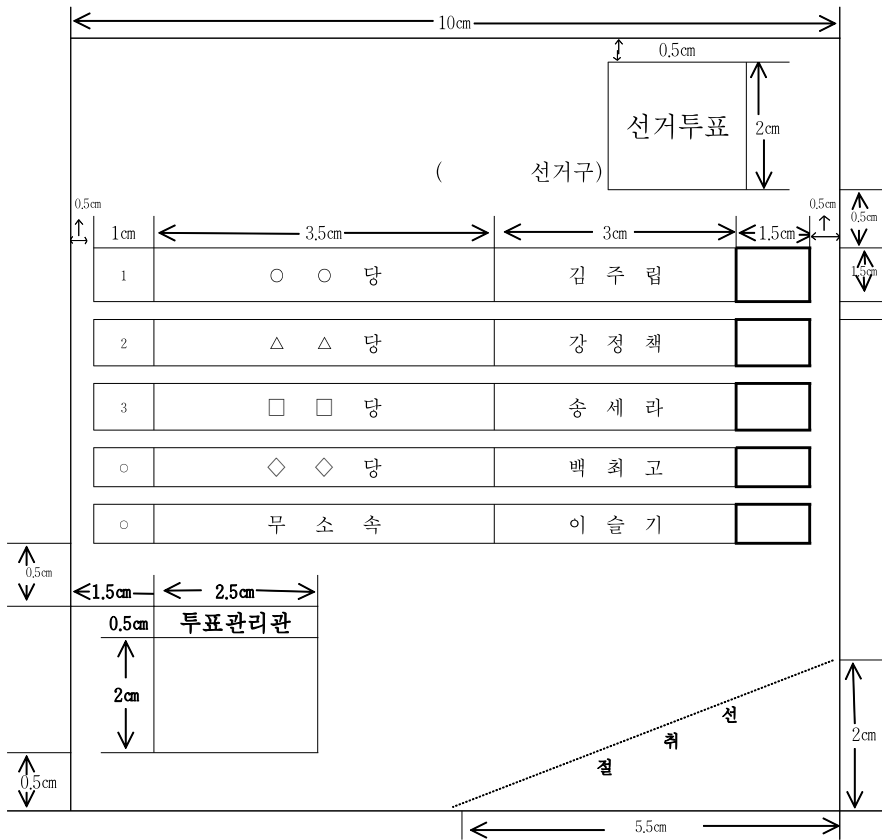 10㎝
0.5㎝
선거투표
2㎝
( 선거구)
0.5㎝
0.5㎝
0.5㎝
1㎝ 3.5㎝ 3㎝ 1.5㎝
1 ○ ○ 당 김 주 립
1.5㎝
2 △ △ 당 강 정 책
3 □ □ 당 송 세 라
○ ◇ ◇ 당 백 최 고
○ 무 소 속 이 슬 기
0.5㎝
1.5㎝ 2.5㎝
0.5㎝ 투표관리관
2㎝
절 취 선
2㎝
0.5㎝
5.5㎝